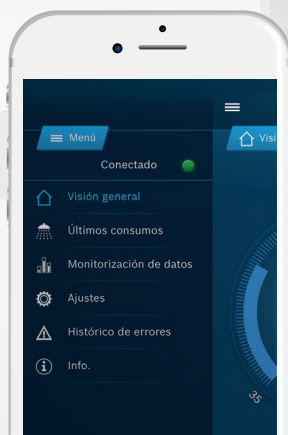 Menú
Visi
Conectado
Visión general
Últimos consumos
Monitorización de datos
Ajustes
Histórico de errores
Info.
35